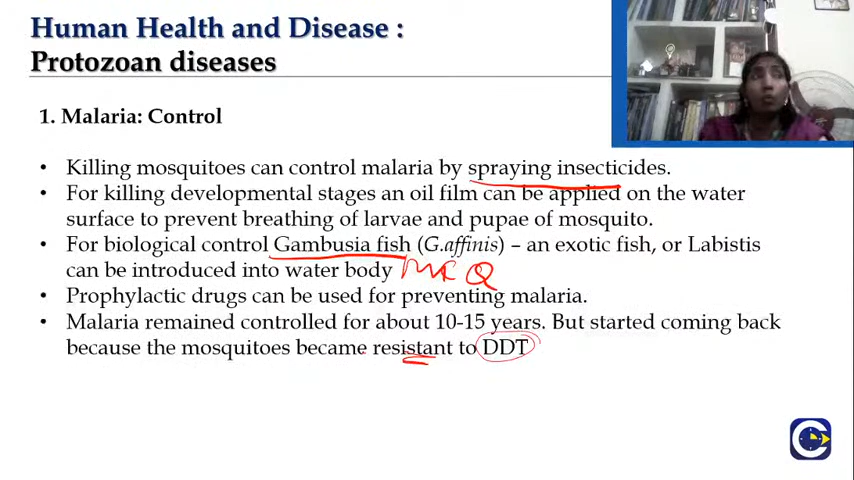 Human Health and Disease :
Protozoan diseases
1. Malaria: Control
• Killing mosquitoes can control malaria by spraying insecticides.
• For killing developmental stages an oil film can be applied on the water
surface to prevent breathing of larvae and pupae of mosquito.
• For biological control Gambusia fish (G.affinis) – an exotic fish, or Labistis
can be introduced into water body MCQ
• Prophylactic drugs can be used for preventing malaria.
• Malaria remained controlled for about 10-15 years. But started coming back
because the mosquitoes became resistant to DDT